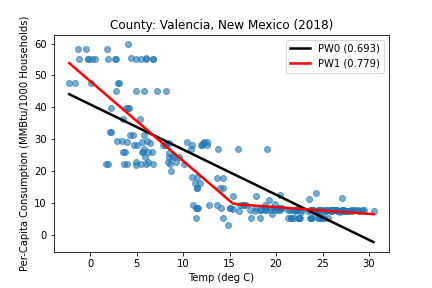 County: Valencia, New Mexico (2018)
Per-Capita Consumption (MMBtu/1000 Households)
60
50
40
30
20
10
0
PW0 (0.693)
PW1 (0.779)
0 5 10 15 20 25 30
Temp (deg C)